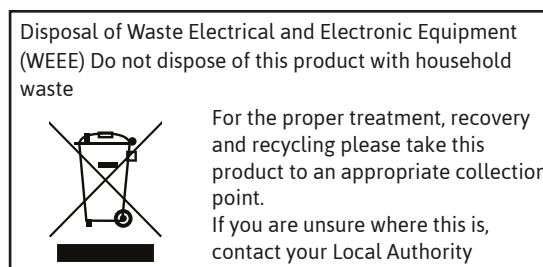 Disposal of Waste Electrical and Electronic Equipment
(WEEE) Do not dispose of this product with household
waste
For the proper treatment, recovery
and recycling please take this
product to an appropriate collection
point.
If you are unsure where this is,
contact your Local Authority